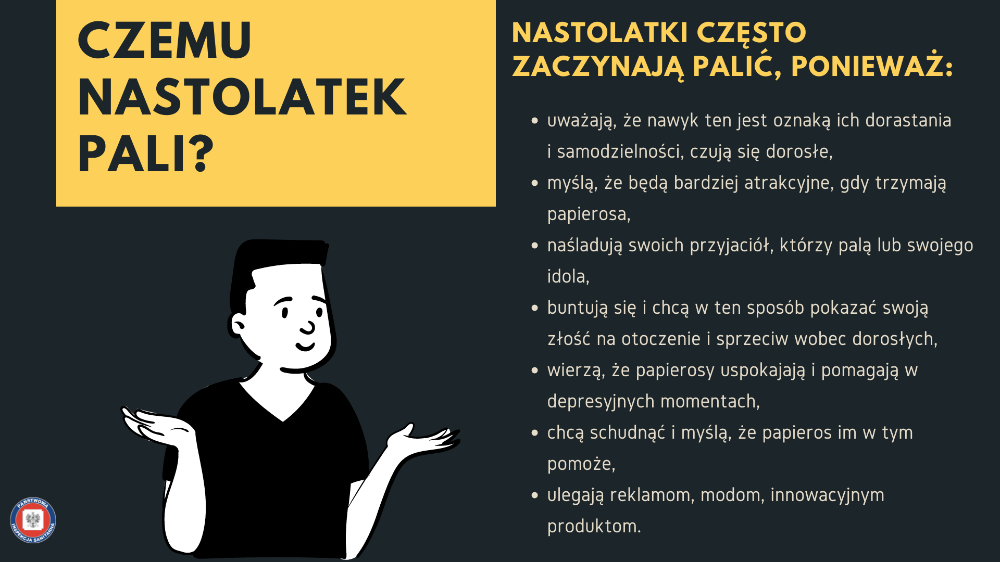 CZEMU
NASTOLATEK
PALI?
NASTOLATKI CZĘSTO
ZACZYNAJĄ PALIĆ, PONIEWAŻ:
• uważają, że nawyk ten jest oznaką ich dorastania
i samodzielności, czują się dorosłe,
• myślą, że będą bardziej atrakcyjne, gdy trzymają
papierosa,
• naśladują swoich przyjaciół, którzy palą lub swojego
idola,
• buntują się i chcą w ten sposób pokazać swoją
złość na otoczenie i sprzeciw wobec dorosłych,
• wierzą, że papierosy uspokajają i pomagają w
depresyjnych momentach,
• chcą schudnąć i myślą, że papieros im w tym
pomoże,
• ulegają reklamom, modom, innowacyjnym
produktom.
PAŃSTWOWA
INSPEKCJA SANITARNA